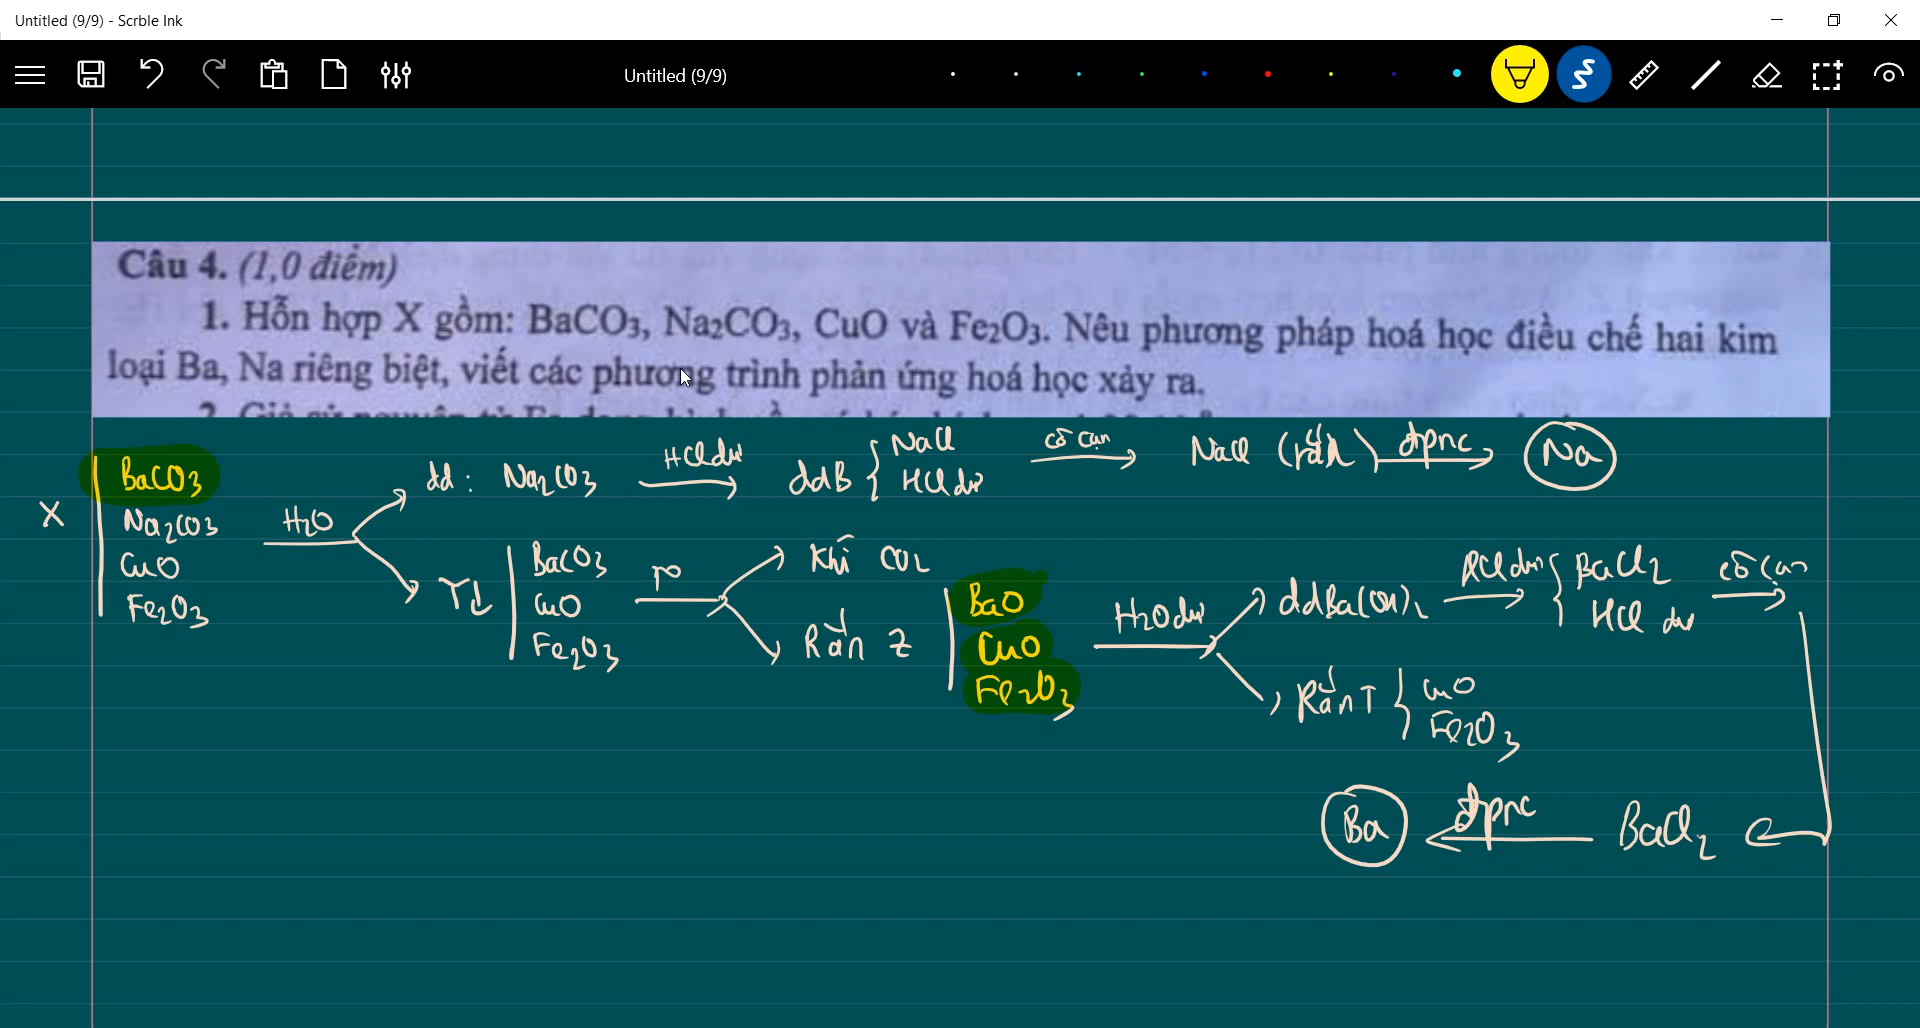 Untitled (9/9) - Scrble Ink
Untitled (9/9)
Câu 4. (1,0 điểm)
1. Hỗn hợp X gồm: BaCO₃, Na₂CO₃, CuO và Fe₂O₃. Nêu phương pháp hoá học điều chế hai kim
loại Ba, Na riêng biệt, viết các phương trình phản ứng hoá học xảy ra.
X
BaCO₃
Na₂CO₃
CuO
Fe₂O₃
H₂O
dd : Na₂CO₃
HCl dư
ddB { NaCl
HCl dư
cô cạn
NaCl (rắn)
đpnc
Na
Y↓
BaCO₃
CuO
Fe₂O₃
T°
Khí CO₂
Rắn Z
BaO
CuO
Fe₂O₃
H₂O dư
ddBa(OH)₂
HCl dư
BaCl₂
HCl dư
cô cạn
Rắn T { CuO
Fe₂O₃
Ba
đpnc
BaCl₂